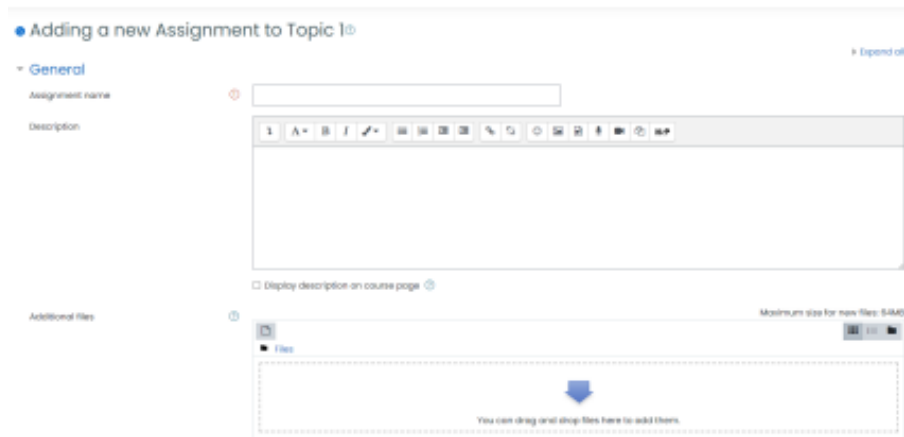 Adding a new Assignment to Topic 1
Expand all
General
Assignment name
Description
Display description on course page
Additional files
Maximum size for new files: 64MB
Files
You can drag and drop files here to add them.